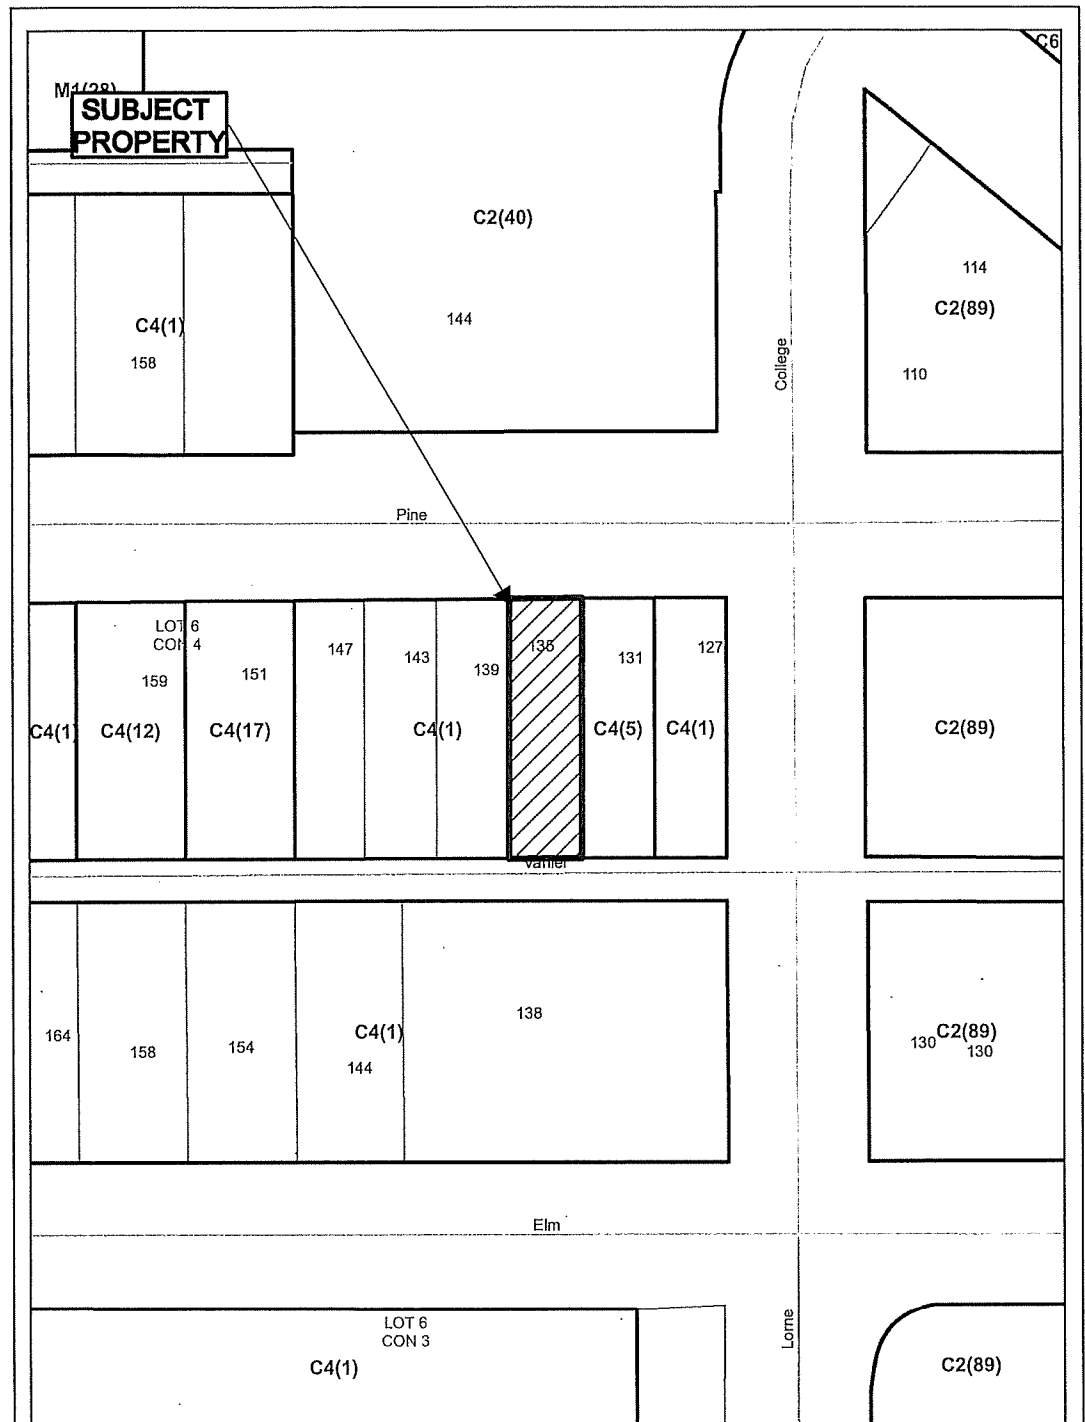 C6
M1(28)
SUBJECT
PROPERTY
C2(40)
114
C2(89)
C4(1)
144
158
College
110
Pine
LOT 6
CON 4
159
151
147
143
139
135
131
127
C4(1)
C4(12)
C4(17)
C4(1)
C4(5)
C4(1)
C2(89)
Vanier
164
158
154
C4(1)
144
138
C2(89)
130
130
Elm
LOT 6
CON 3
C4(1)
Lorne
C2(89)